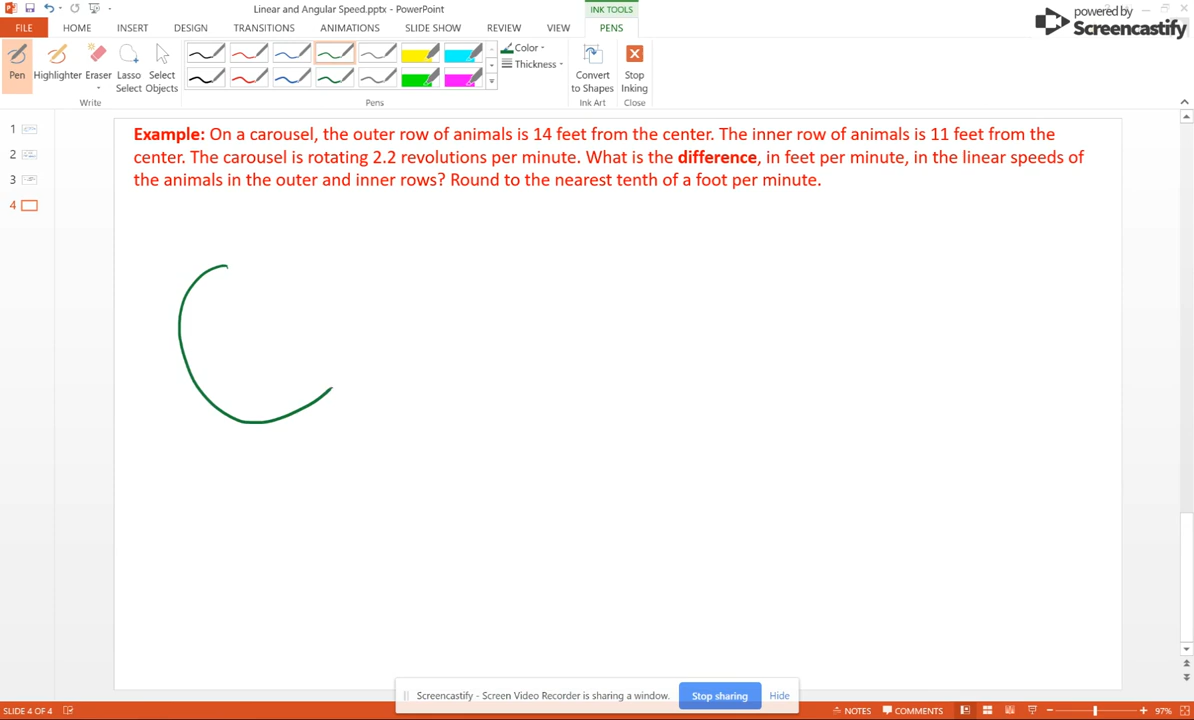 Linear and Angular Speed.pptx - PowerPoint
INK TOOLS
powered by
Screencastify
FILE HOME INSERT DESIGN TRANSITIONS ANIMATIONS SLIDE SHOW REVIEW VIEW PENS
Pen Highlighter Eraser Lasso Select Select Objects
Color
Thickness
Convert to Shapes
Stop Inking
Write Pens Ink Art Close
1
2
3
4
Example: On a carousel, the outer row of animals is 14 feet from the center. The inner row of animals is 11 feet from the
center. The carousel is rotating 2.2 revolutions per minute. What is the difference, in feet per minute, in the linear speeds of
the animals in the outer and inner rows? Round to the nearest tenth of a foot per minute.
Screencastify - Screen Video Recorder is sharing a window. Stop sharing Hide
SLIDE 4 OF 4 NOTES COMMENTS 97%